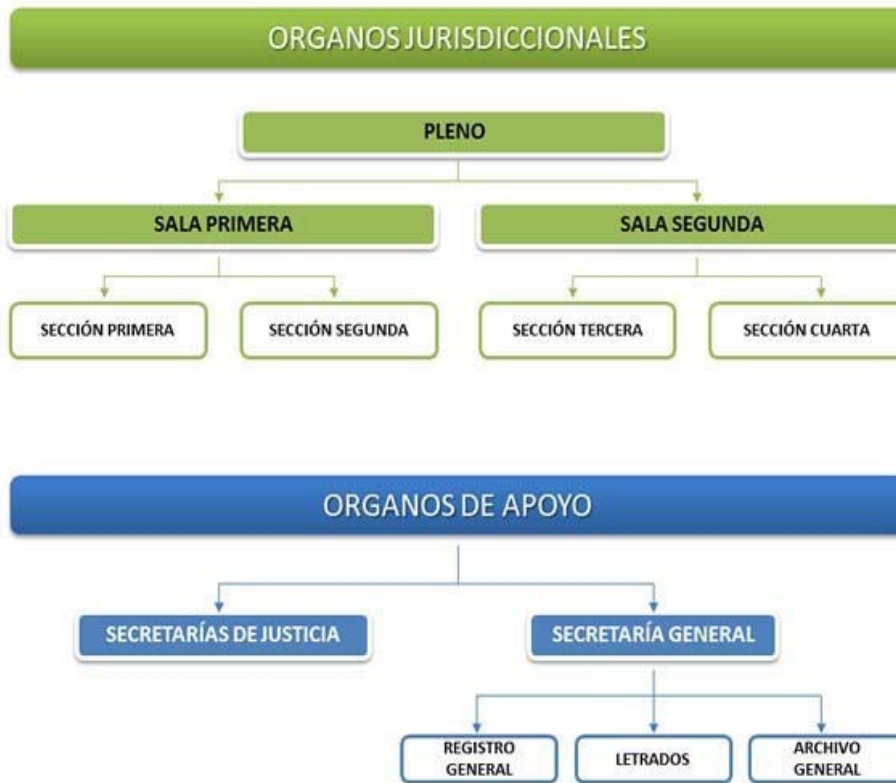 ORGANOS JURISDICCIONALES
PLENO
SALA PRIMERA
SALA SEGUNDA
SECCIÓN PRIMERA
SECCIÓN SEGUNDA
SECCIÓN TERCERA
SECCIÓN CUARTA
ORGANOS DE APOYO
SECRETARÍAS DE JUSTICIA
SECRETARÍA GENERAL
REGISTRO
GENERAL
LETRADOS
ARCHIVO
GENERAL